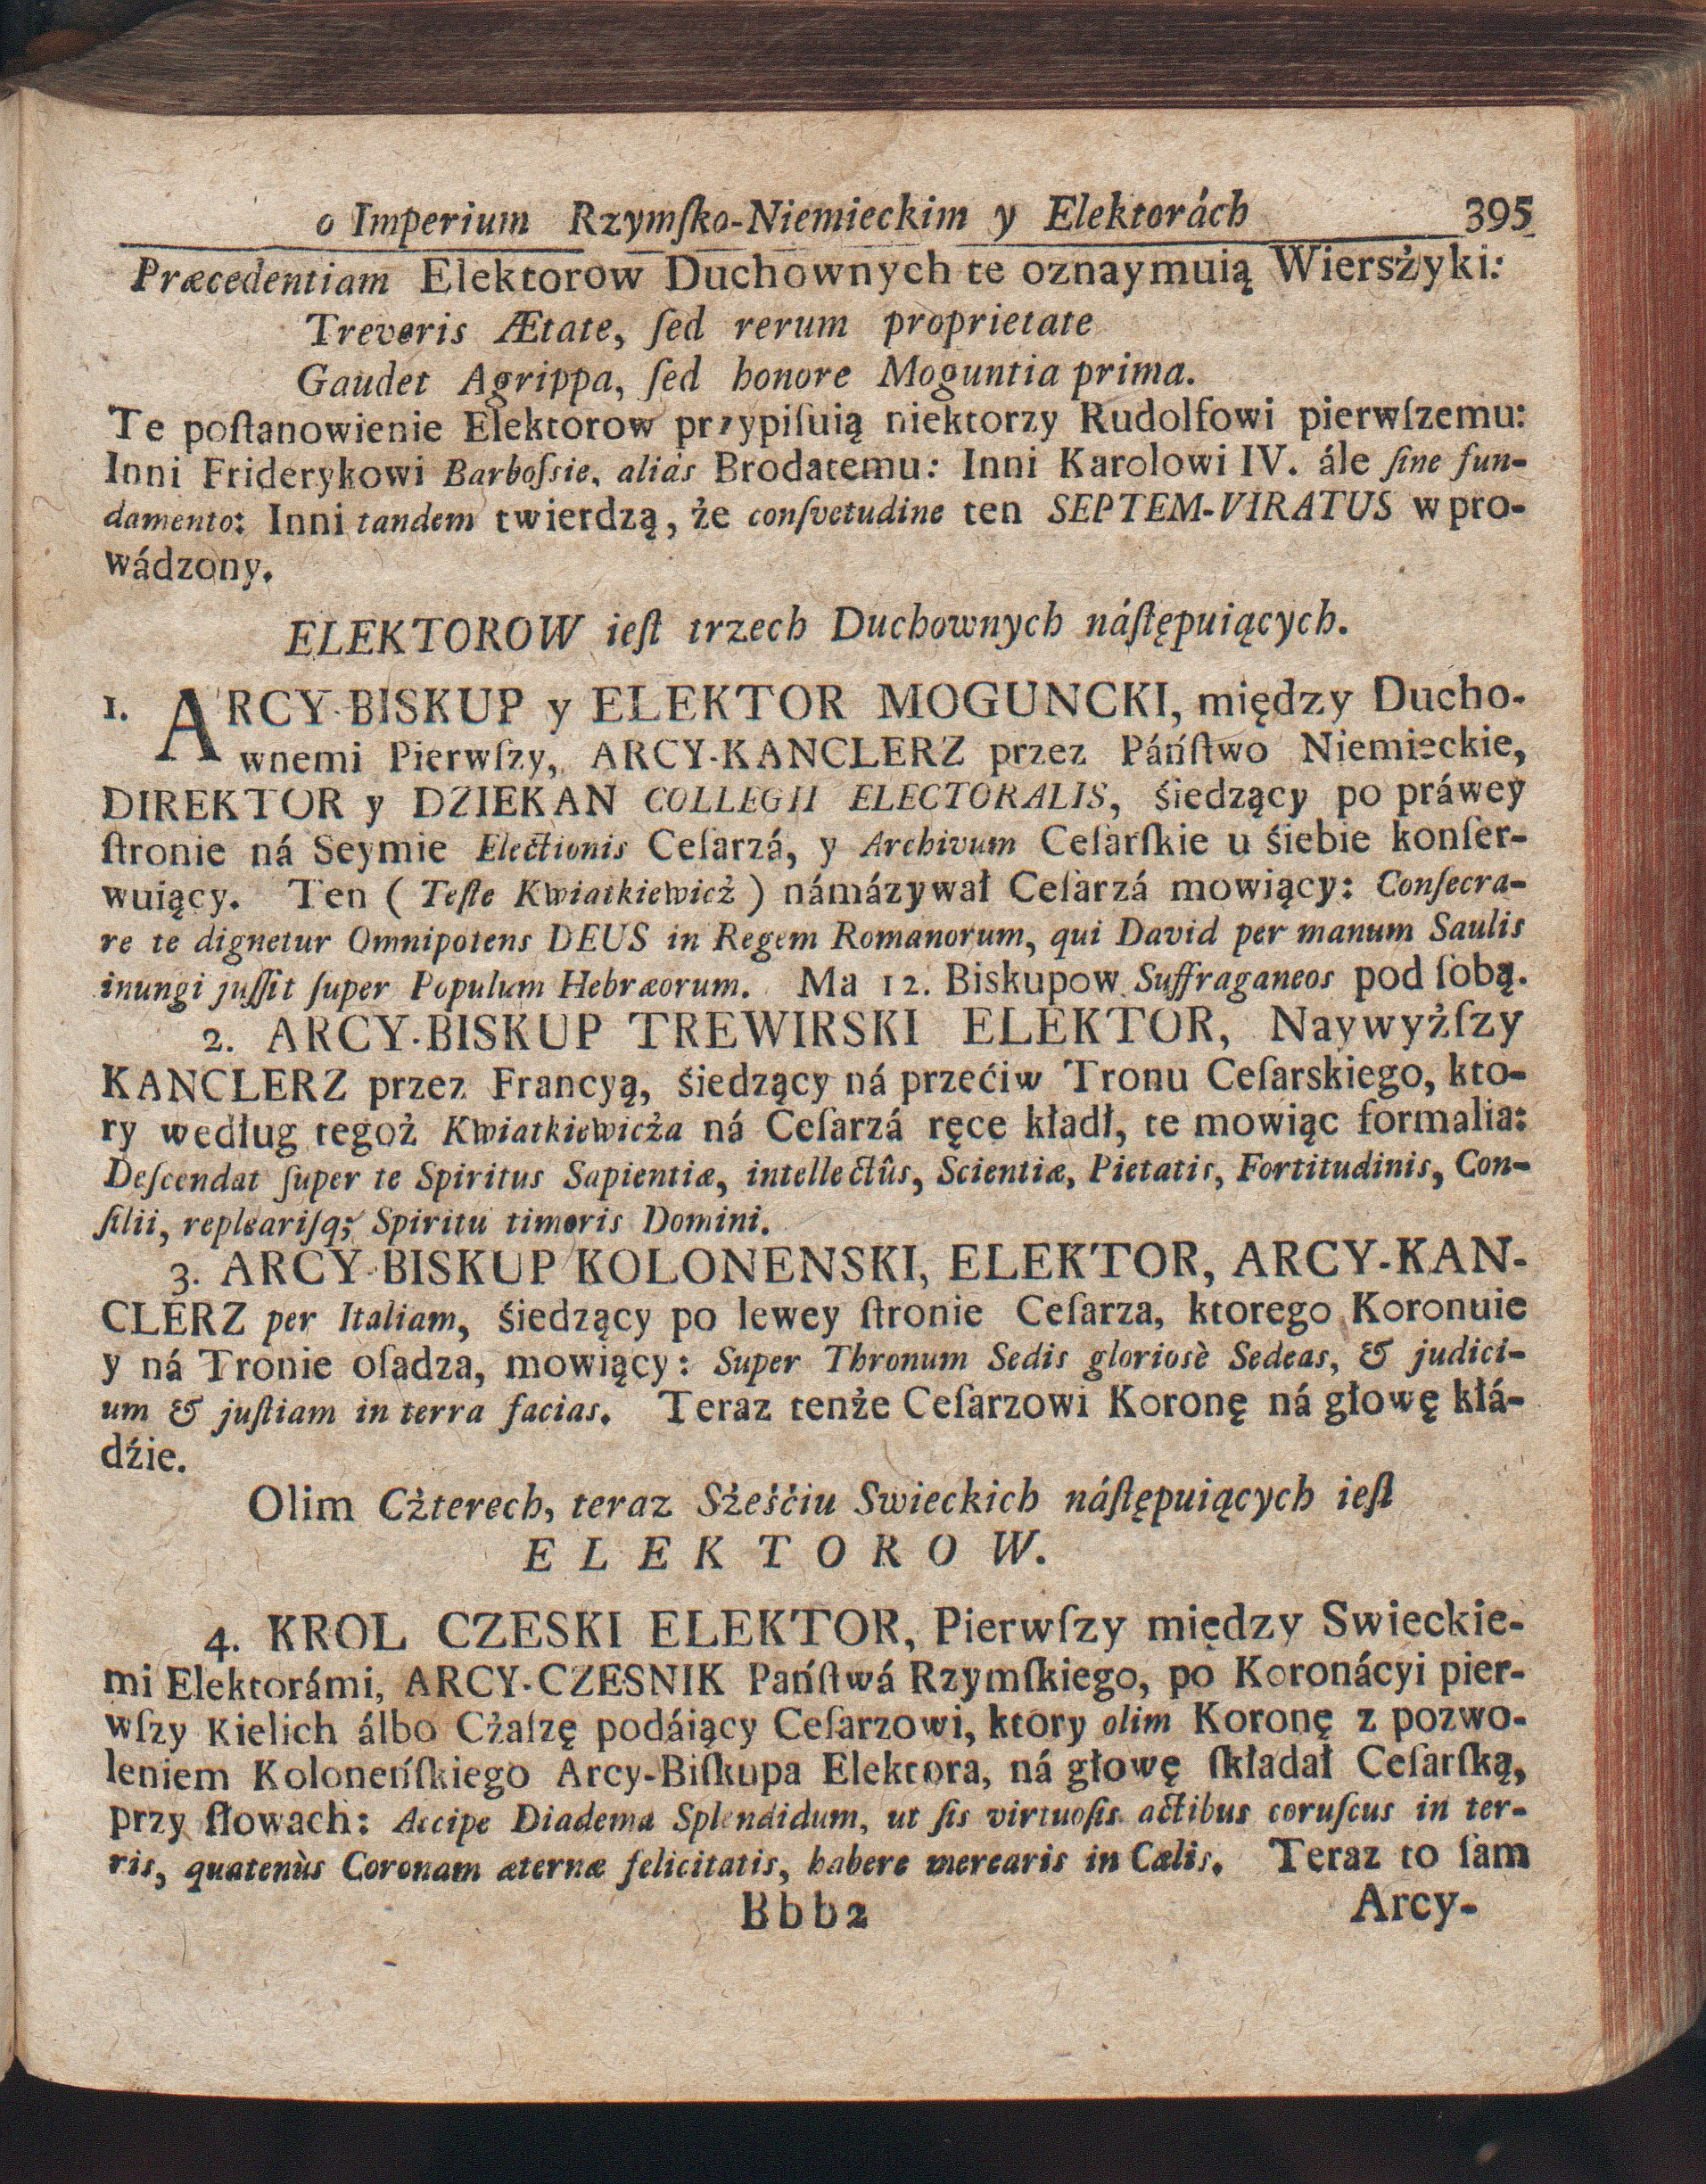 o Imperium Rzymſko-Niemieckim y Elektorách 395
Præcedentiam Elektorow Duchownych te oznaymuią Wierszyki:
Treveris Ætate, ſed rerum proprietate
Gaudet Agrippa, ſed honore Moguntia prima.
Te poſtanowienie Elektorow przypiſuią niektorzy Rudolfowi pierwſzemu:
Inni Friderykowi Barboſsie, aliàs Brodatemu: Inni Karolowi IV. ále ſine fun-
damento: Inni tandem twierdzą, że conſvetudine ten SEPTEM-VIRATUS wpro-
wádzony.
ELEKTOROW ieſt trzech Duchownych náſtępuiących.
1. ARCY-BISKUP y ELEKTOR MOGUNCKI, między Ducho-
wnemi Pierwſzy, ARCY-KANCLERZ przez Páńſtwo Niemieckie,
DIREKTOR y DZIEKAN COLLEGII ELECTORALIS, śiedzący po práwey
ſtronie ná Seymie Electionis Ceſarzá, y Archivum Ceſarſkie u śiebie konſer-
wuiący. Ten ( Teſte Kwiatkiewicż ) námázywał Ceſarzá mowiący: Conſecra-
re te dignetur Omnipotens DEUS in Regem Romanorum, qui David per manum Saulis
inungi juſſit ſuper Populum Hebræorum. Ma 12. Biskupow Suffraganeos pod ſobą.
2. ARCY-BISKUP TREWIRSKI ELEKTOR, Naywyżſzy
KANCLERZ przez Francyą, śiedzący ná przećiw Tronu Ceſarskiego, kto-
ry według tegoż Kwiatkiewicża ná Ceſarzá ręce kładł, te mowiąc formalia:
Deſcendat ſuper te Spiritus Sapientiæ, intellectûs, Scientiæ, Pietatis, Fortitudinis, Con-
ſilii, replearisq; Spiritu timoris Domini.
3. ARCY-BISKUP KOLONENSKI, ELEKTOR, ARCY-KAN-
CLERZ per Italiam, śiedzący po lewey ſtronie Ceſarza, ktorego Koronuie
y ná Tronie oſadza, mowiący: Super Thronum Sedis gloriosè Sedeas, & judici-
um & juſtiam in terra facias. Teraz tenże Ceſarzowi Koronę ná głowę kłá-
dźie.
Olim Cżterech, teraz Sżeśćiu Swieckich náſtępuiących ieſt
ELEKTOROW.
4. KROL CZESKI ELEKTOR, Pierwſzy między Swieckie-
mi Elektorámi, ARCY-CZESNIK Pańſtwá Rzymſkiego, po Koronácyi pier-
wſzy Kielich álbo Cżaſzę podáiący Ceſarzowi, ktory olim Koronę z pozwo-
leniem Koloneńſkiego Arcy-Biſkupa Elektora, ná głowę ſkładał Ceſarſką,
przy ſłowach: Accipe Diadema Splendidum, ut ſis virtuoſis actibus coruſcus in ter-
ris, quatenùs Coronam æternæ felicitatis, habere merearis in Cælis. Teraz to ſam
Bbb2 Arcy-